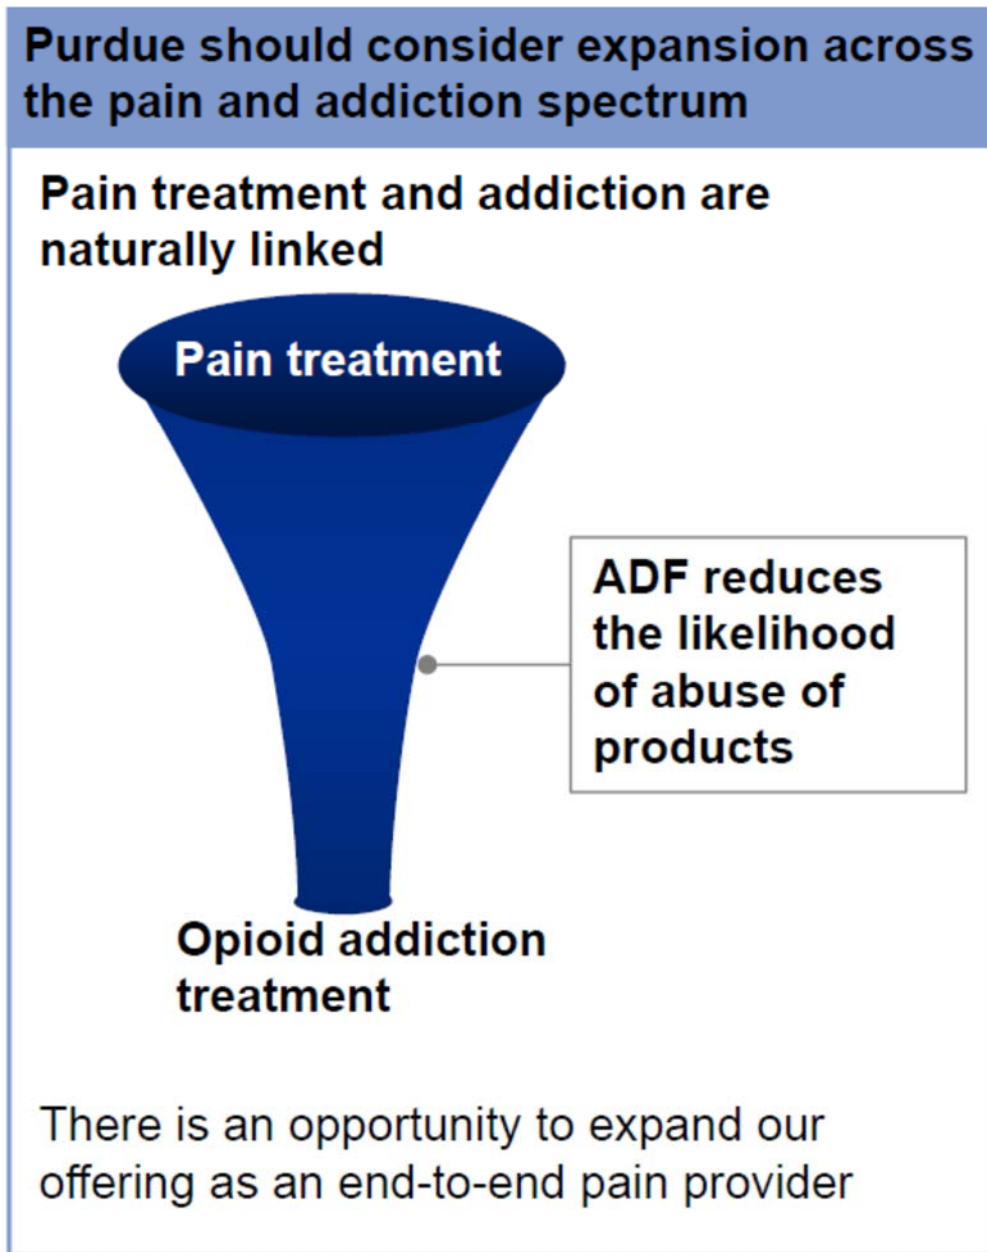 Purdue should consider expansion across
the pain and addiction spectrum
Pain treatment and addiction are
naturally linked
Pain treatment
ADF reduces
the likelihood
of abuse of
products
Opioid addiction
treatment
There is an opportunity to expand our
offering as an end-to-end pain provider